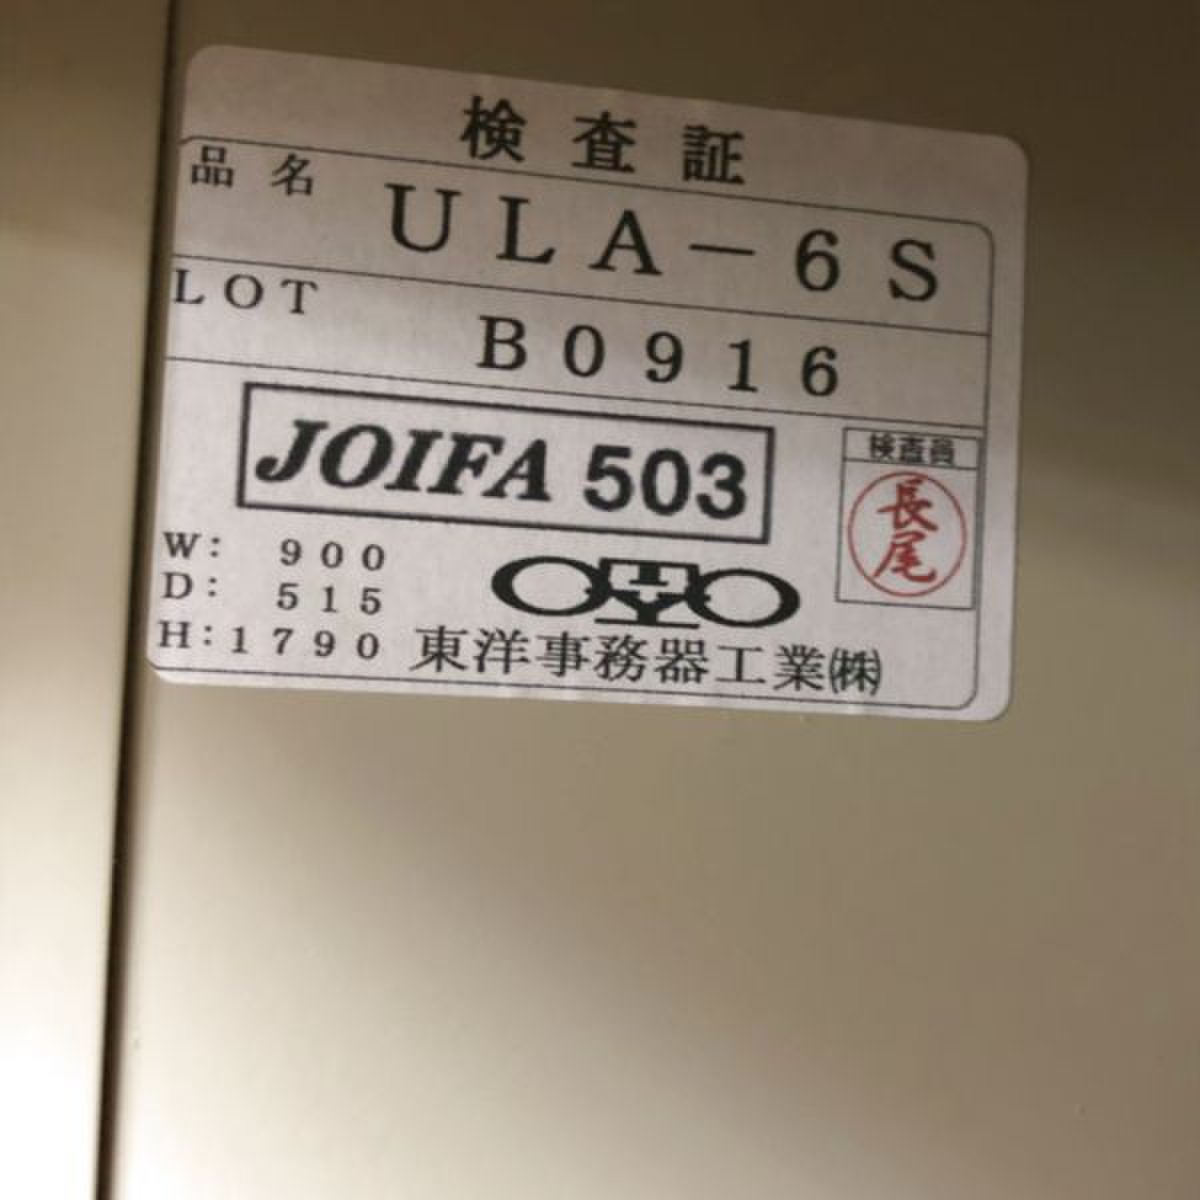 検査証
品名 ULA-6S
LOT B0916
JOIFA 503
検査員
長尾
W: 900
D: 515
H:1790
TOYO
東洋事務器工業㈱